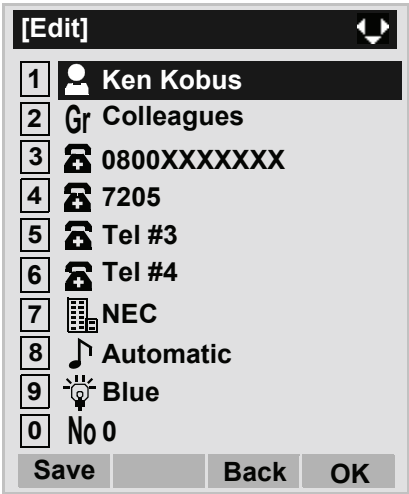 [Edit]
1 Ken Kobus
2 Gr Colleagues
3 0800XXXXXXX
4 7205
5 Tel #3
6 Tel #4
7 NEC
8 Automatic
9 Blue
0 No 0
Save Back OK